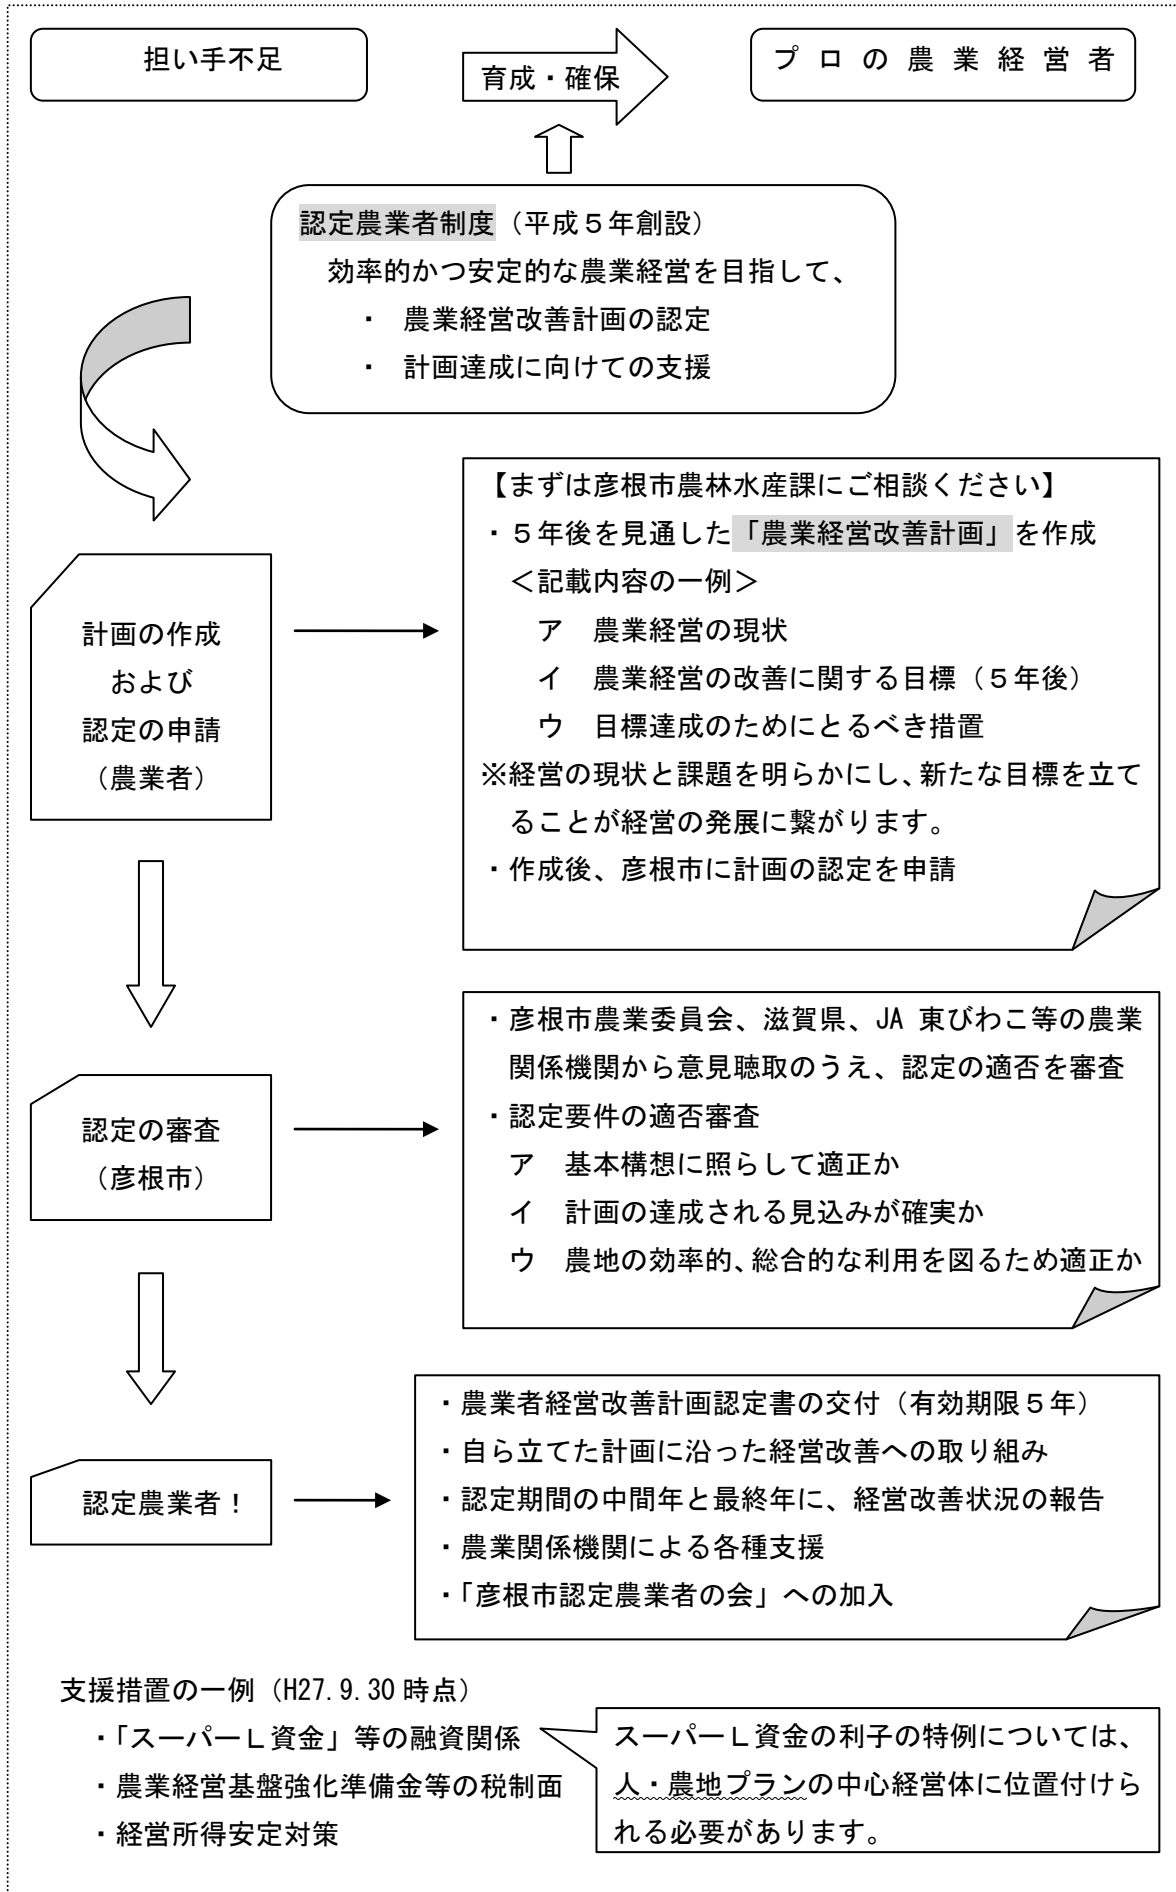 担い手不足
育成・確保
プロの農業経営者
認定農業者制度（平成５年創設）
効率的かつ安定的な農業経営を目指して、
・ 農業経営改善計画の認定
・ 計画達成に向けての支援
計画の作成
および
認定の申請
（農業者）
【まずは彦根市農林水産課にご相談ください】
・５年後を見通した「農業経営改善計画」を作成
＜記載内容の一例＞
ア　農業経営の現状
イ　農業経営の改善に関する目標（５年後）
ウ　目標達成のためにとるべき措置
※経営の現状と課題を明らかにし、新たな目標を立て
ることが経営の発展に繋がります。
・作成後、彦根市に計画の認定を申請
認定の審査
（彦根市）
・彦根市農業委員会、滋賀県、JA 東びわこ等の農業
関係機関から意見聴取のうえ、認定の適否を審査
・認定要件の適否審査
ア　基本構想に照らして適正か
イ　計画の達成される見込みが確実か
ウ　農地の効率的、総合的な利用を図るため適正か
認定農業者！
・農業者経営改善計画認定書の交付（有効期限５年）
・自ら立てた計画に沿った経営改善への取り組み
・認定期間の中間年と最終年に、経営改善状況の報告
・農業関係機関による各種支援
・「彦根市認定農業者の会」への加入
支援措置の一例（H27.9.30 時点）
・「スーパーＬ資金」等の融資関係
・農業経営基盤強化準備金等の税制面
・経営所得安定対策
スーパーＬ資金の利子の特例については、
人・農地プランの中心経営体に位置付けら
れる必要があります。